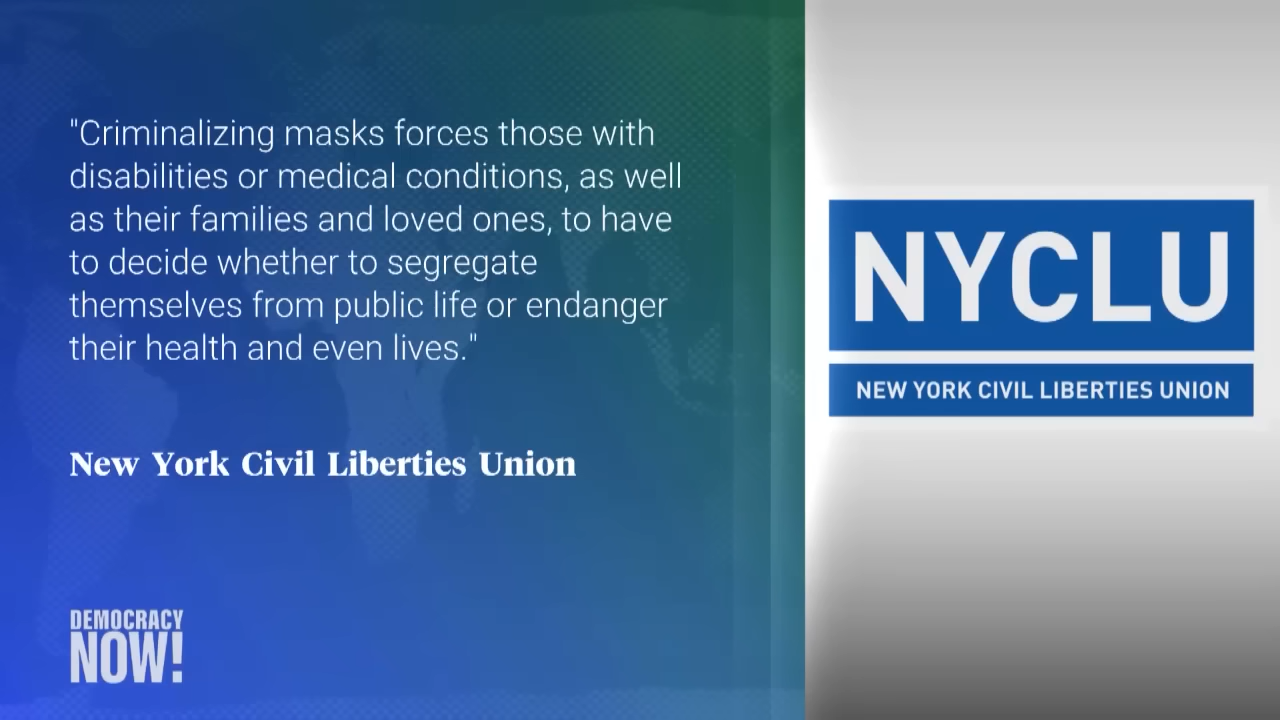 "Criminalizing masks forces those with
disabilities or medical conditions, as well
as their families and loved ones, to have
to decide whether to segregate
themselves from public life or endanger
their health and even lives."
New York Civil Liberties Union
DEMOCRACY
NOW!
NYCLU
NEW YORK CIVIL LIBERTIES UNION